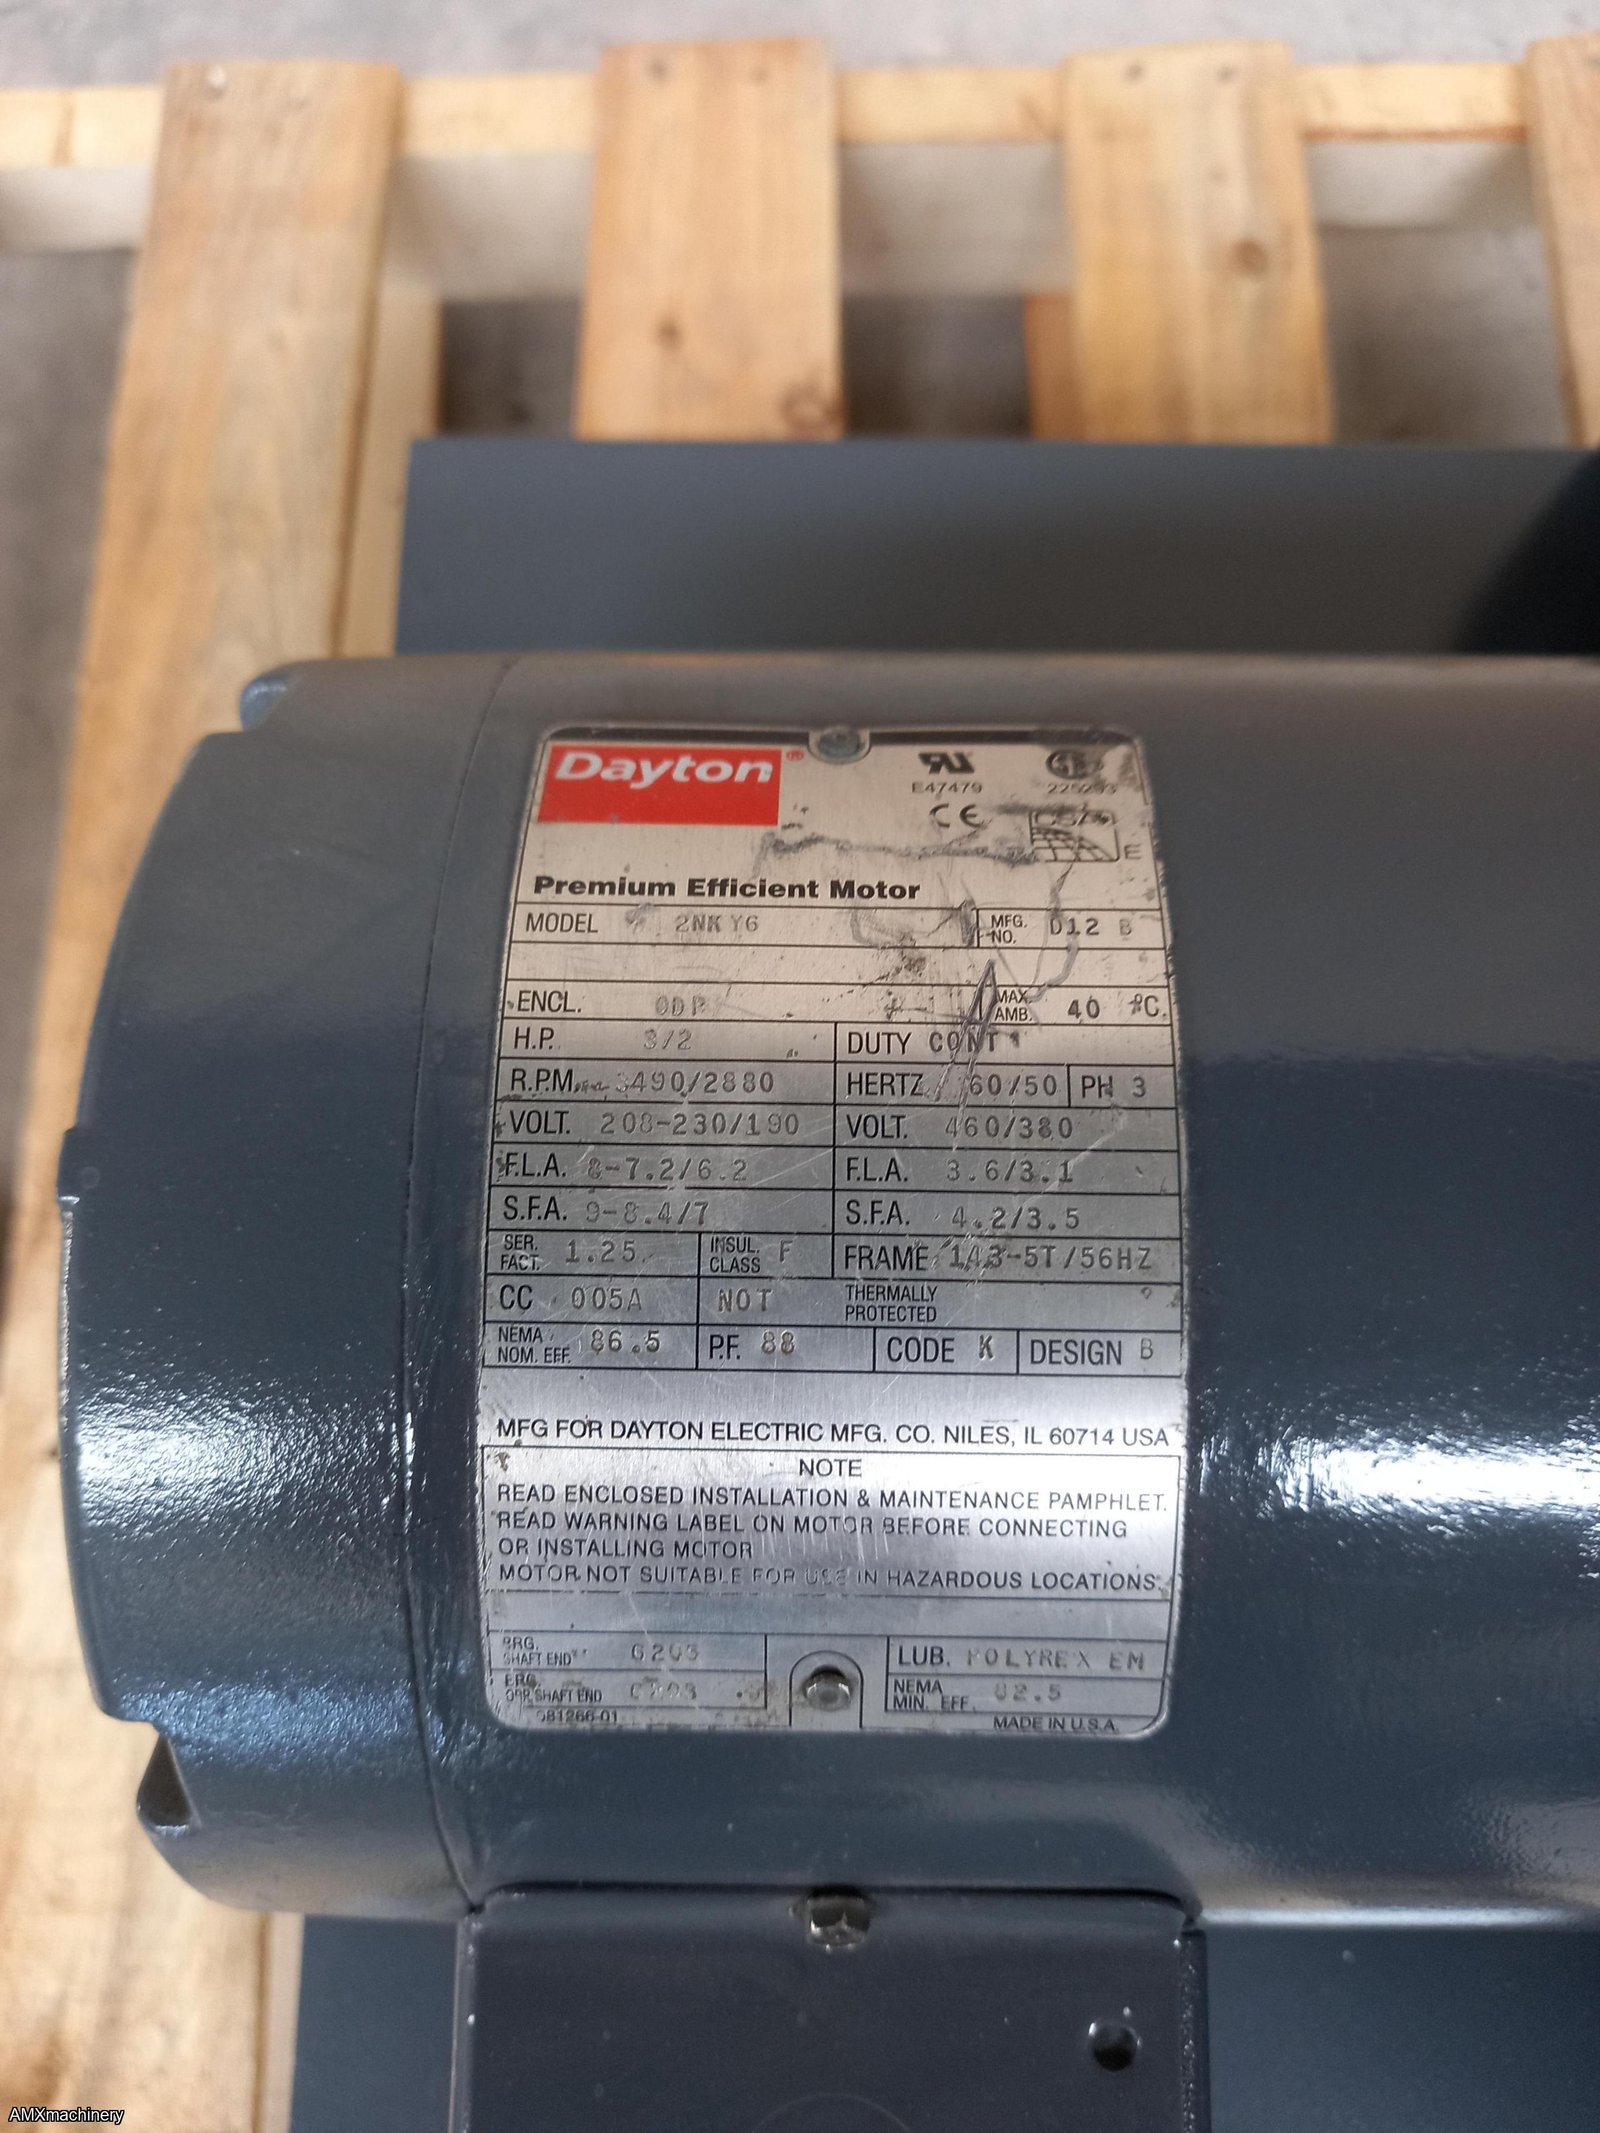 Dayton®
E47479
225293
CE
Premium Efficient Motor
MODEL 2NKY6 MFG. NO. D12 B
ENCL. ODP MAX. AMB. 40 °C.
H.P. 3/2 DUTY CONT
R.P.M. 3490/2880 HERTZ 60/50 PH 3
VOLT. 208-230/190 VOLT. 460/380
F.L.A. 8-7.2/6.2 F.L.A. 3.6/3.1
S.F.A. 9-8.4/7 S.F.A. 4.2/3.5
SER. FACT. 1.25 INSUL. CLASS F FRAME 143-5T/56HZ
CC 005A NOT THERMALLY PROTECTED
NEMA NOM. EFF. 86.5 P.F. 88 CODE K DESIGN B
MFG FOR DAYTON ELECTRIC MFG. CO. NILES, IL 60714 USA
NOTE
READ ENCLOSED INSTALLATION & MAINTENANCE PAMPHLET.
READ WARNING LABEL ON MOTOR BEFORE CONNECTING
OR INSTALLING MOTOR
MOTOR NOT SUITABLE FOR USE IN HAZARDOUS LOCATIONS.
BRG. SHAFT END 6203 LUB. POLYREX EM
BRG. OPP. SHAFT END 6203 NEMA MIN. EFF. 82.5
981266-01 MADE IN U.S.A.
AMXmachinery